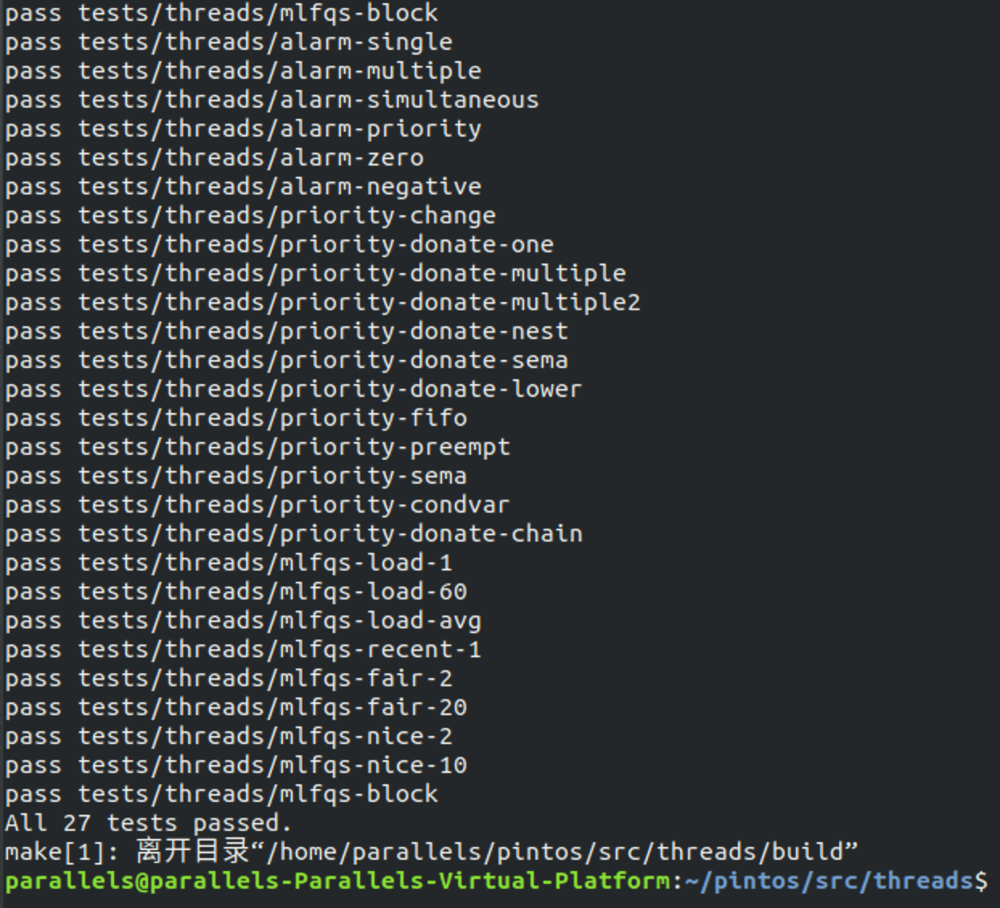 pass tests/threads/mlfqs-block
pass tests/threads/alarm-single
pass tests/threads/alarm-multiple
pass tests/threads/alarm-simultaneous
pass tests/threads/alarm-priority
pass tests/threads/alarm-zero
pass tests/threads/alarm-negative
pass tests/threads/priority-change
pass tests/threads/priority-donate-one
pass tests/threads/priority-donate-multiple
pass tests/threads/priority-donate-multiple2
pass tests/threads/priority-donate-nest
pass tests/threads/priority-donate-sema
pass tests/threads/priority-donate-lower
pass tests/threads/priority-fifo
pass tests/threads/priority-preempt
pass tests/threads/priority-sema
pass tests/threads/priority-condvar
pass tests/threads/priority-donate-chain
pass tests/threads/mlfqs-load-1
pass tests/threads/mlfqs-load-60
pass tests/threads/mlfqs-load-avg
pass tests/threads/mlfqs-recent-1
pass tests/threads/mlfqs-fair-2
pass tests/threads/mlfqs-fair-20
pass tests/threads/mlfqs-nice-2
pass tests/threads/mlfqs-nice-10
pass tests/threads/mlfqs-block
All 27 tests passed.
make[1]: 离开目录“/home/parallels/pintos/src/threads/build”
parallels@parallels-Parallels-Virtual-Platform:~/pintos/src/threads$